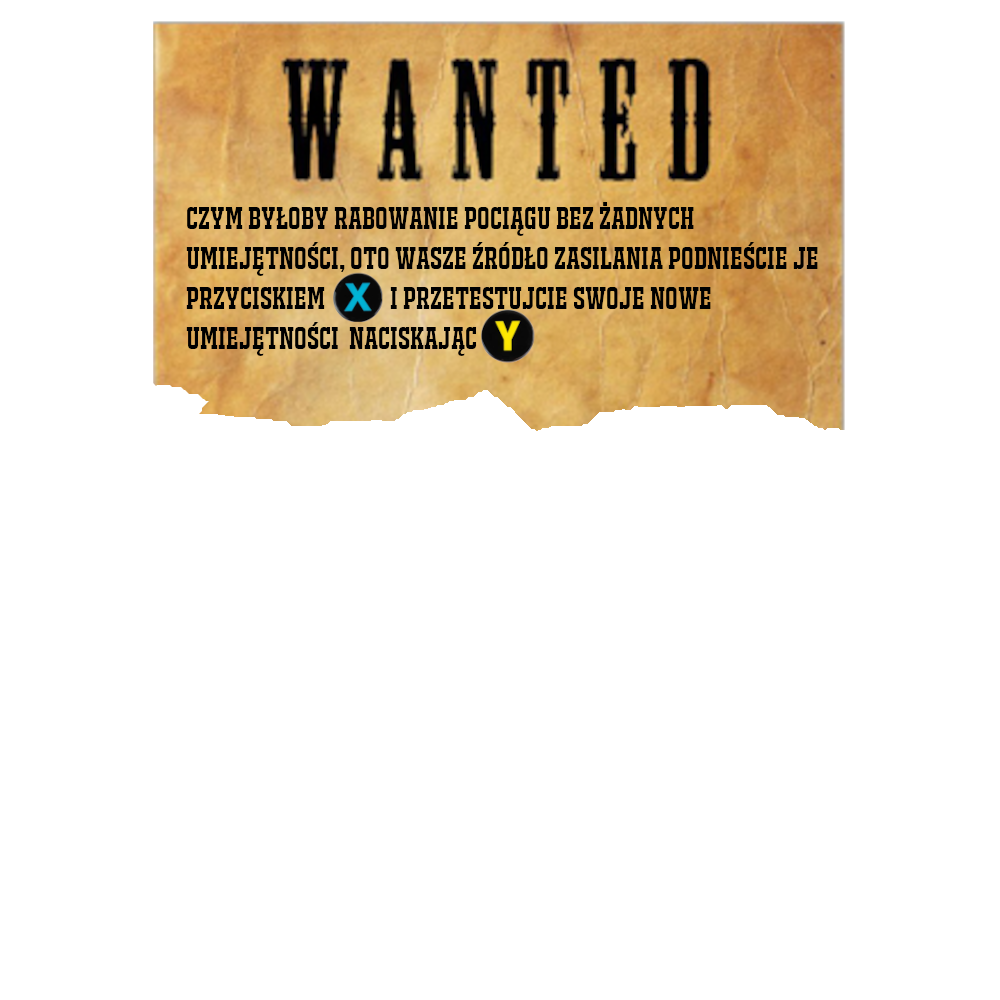 WANTED
CZYM BYŁOBY RABOWANIE POCIĄGU BEZ ŻADNYCH
UMIEJĘTNOŚCI, OTO WASZE ŹRÓDŁO ZASILANIA PODNIEŚCIE JE
PRZYCISKIEM X I PRZETESTUJCIE SWOJE NOWE
UMIEJĘTNOŚCI NACISKAJĄC Y